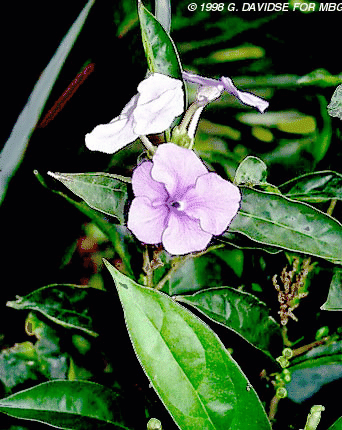 © 1998 G. DAVIDSE FOR MBG